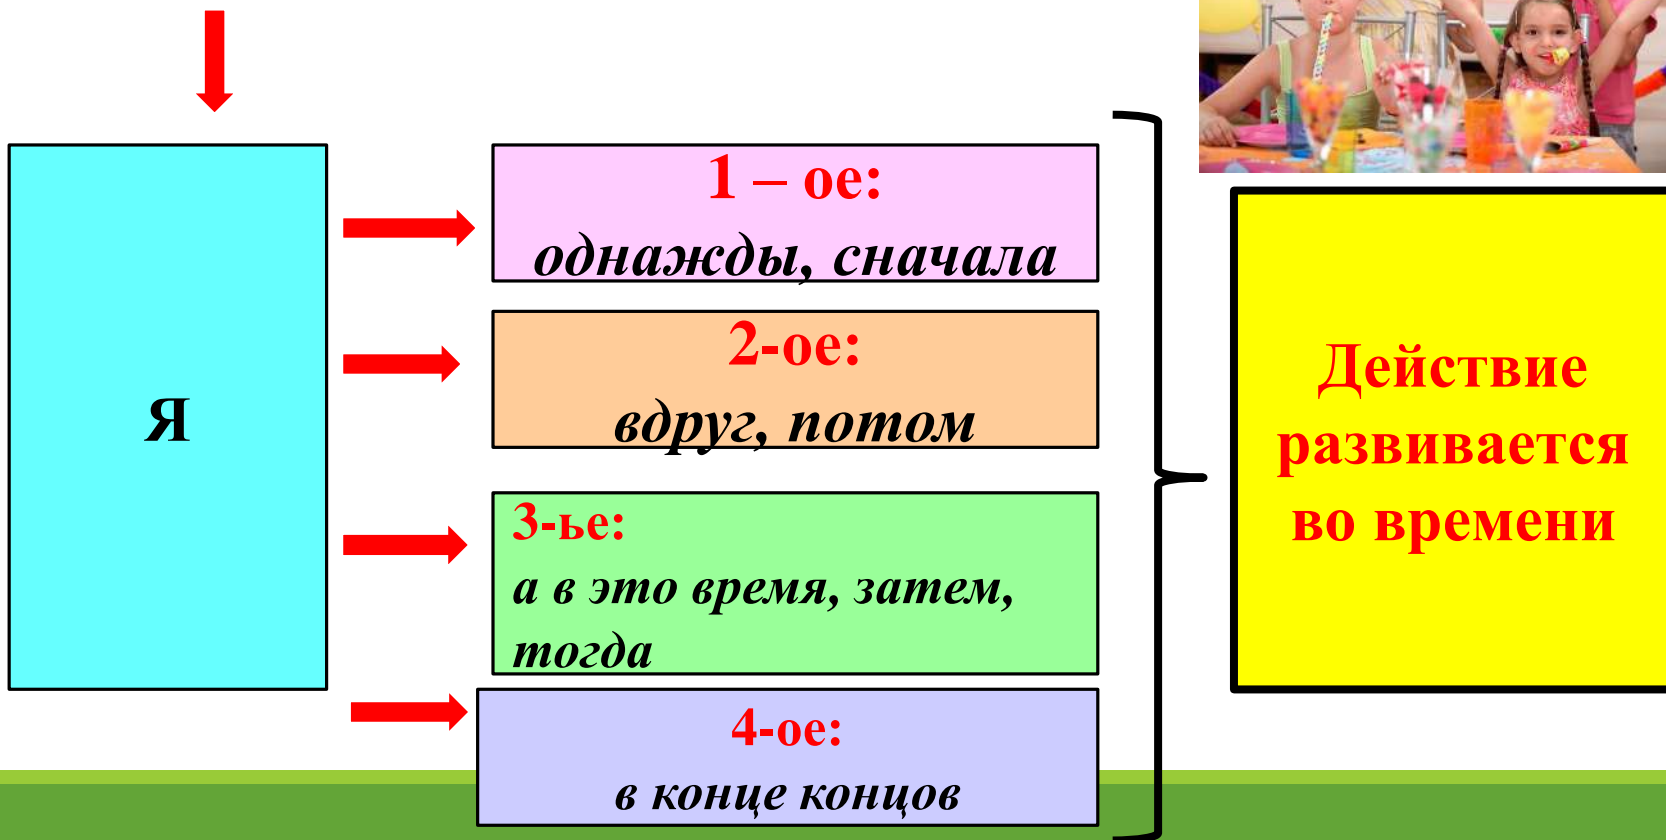 Я
1 – ое:
однажды, сначала
2-ое:
вдруг, потом
3-ье:
а в это время, затем,
тогда
4-ое:
в конце концов
Действие
развивается
во времени